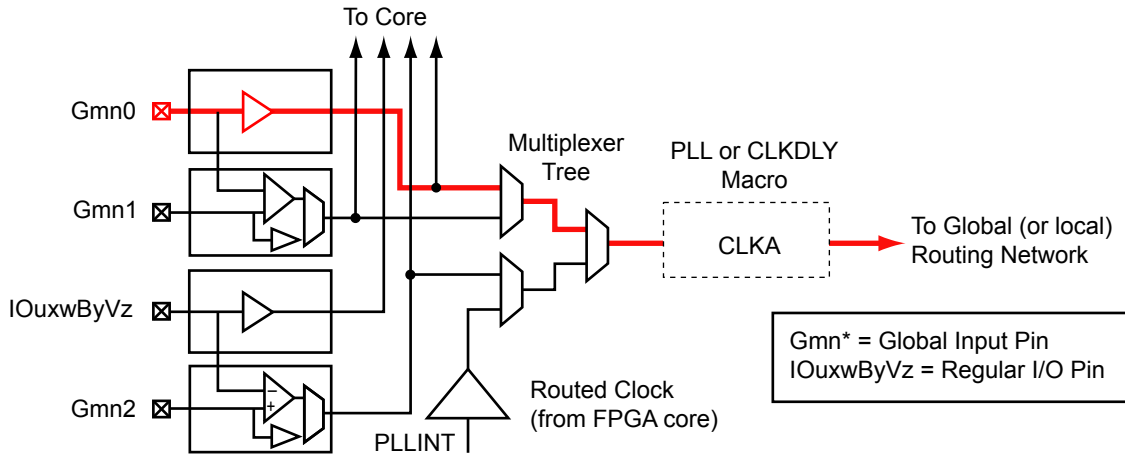 To Core
Gmn0
Multiplexer
Tree
PLL or CLKDLY
Macro
Gmn1
CLKA
To Global (or local)
Routing Network
IOuxwByVz
Gmn* = Global Input Pin
IOuxwByVz = Regular I/O Pin
−
+
Gmn2
Routed Clock
(from FPGA core)
PLLINT